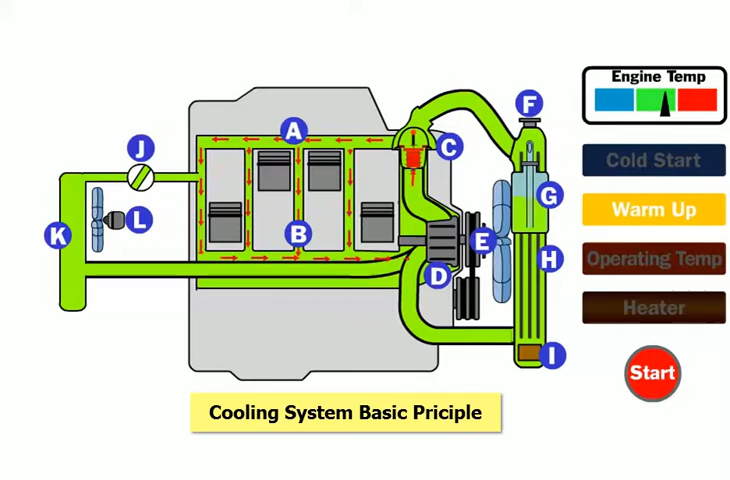 Engine Temp
Cold Start
Warm Up
Operating Temp
Heater
Start
A
B
C
D
E
F
G
H
I
J
K
L
Cooling System Basic Priciple